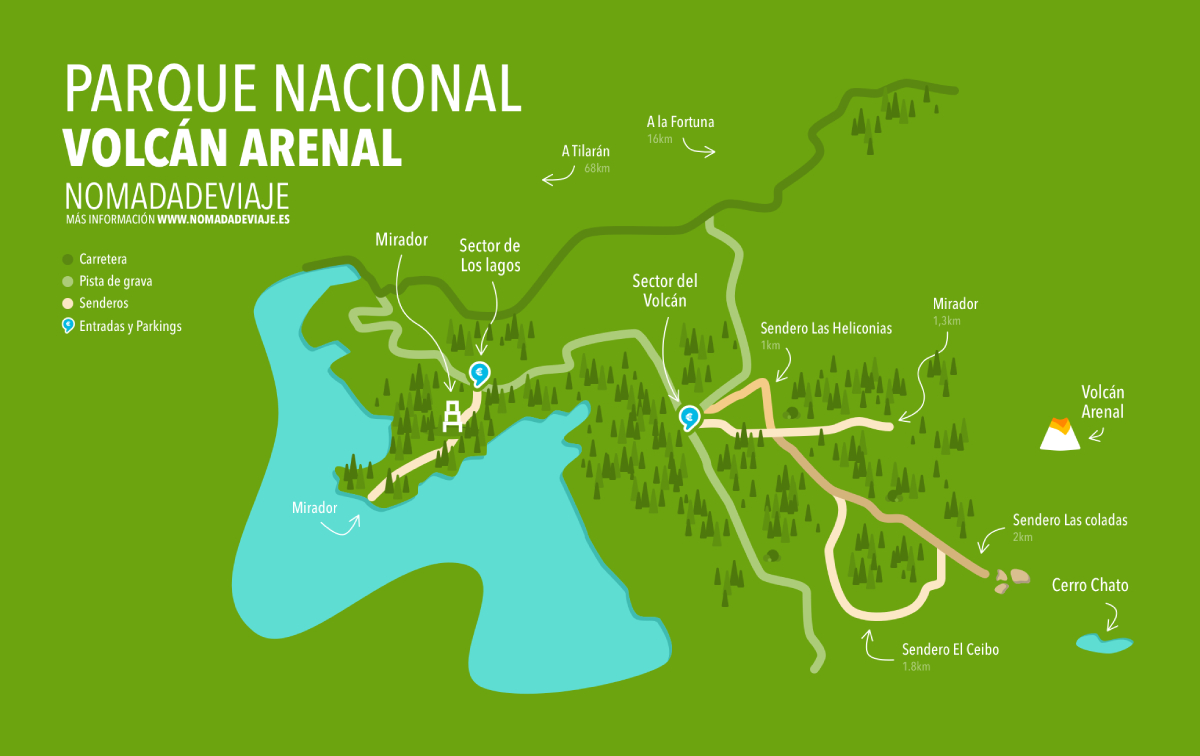 PARQUE NACIONAL
VOLCÁN ARENAL
NOMADADEVIAJE
MÁS INFORMACIÓN WWW.NOMADADEVIAJE.ES
Carretera
Pista de grava
Senderos
€ Entradas y Parkings
A la Fortuna
16km
A Tilarán
68km
Mirador
Sector de
Los lagos
Sector del
Volcán
Mirador
1,3km
Sendero Las Heliconias
1km
€
€
Volcán
Arenal
Mirador
Sendero Las coladas
2km
Cerro Chato
Sendero El Ceibo
1.8km